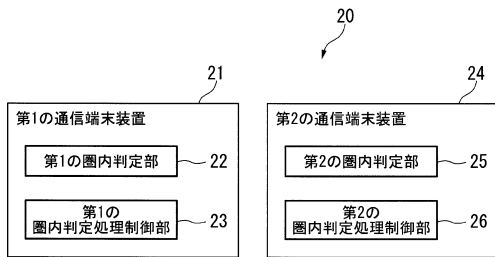 20
21
24
第1の通信端末装置
第2の通信端末装置
第1の圏内判定部
22
第2の圏内判定部
25
第1の
圏内判定処理制御部
23
第2の
圏内判定処理制御部
26